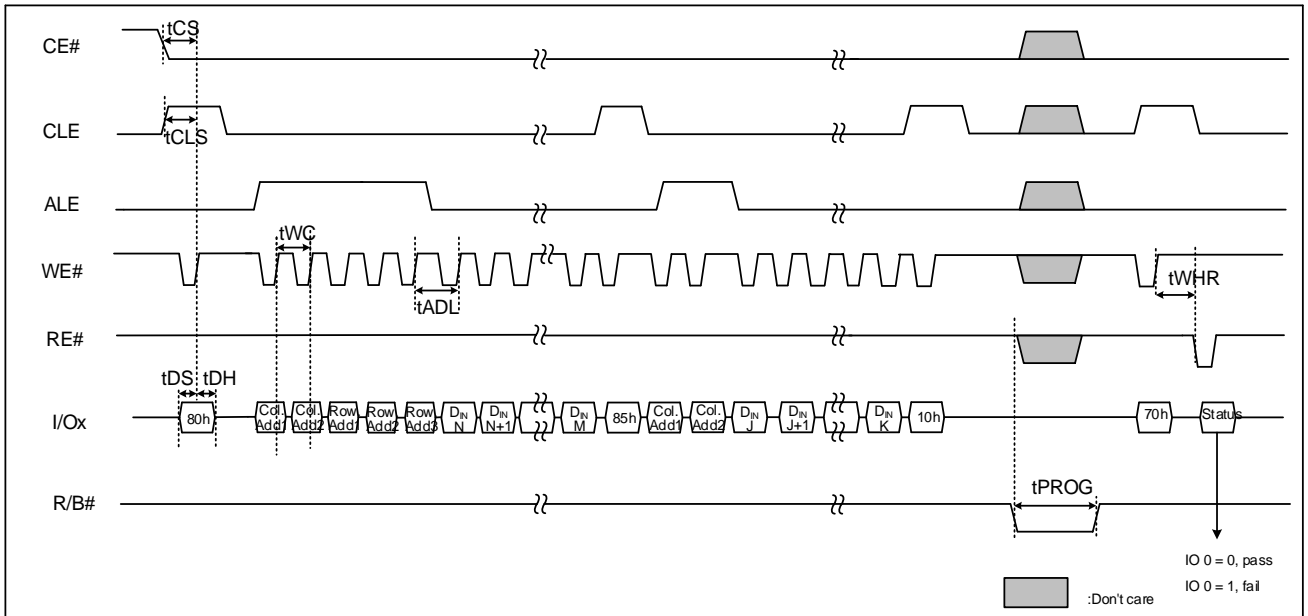 tCS
CE#
CLE
tCLS
ALE
tWC
WE#
tADL
tWHR
RE#
tDS tDH
I/Ox
80h
Col. Add1
Col. Add2
Row Add1
Row Add2
Row Add3
DIN N
DIN N+1
DIN M
85h
Col. Add1
Col. Add2
DIN J
DIN J+1
DIN K
10h
70h
Status
R/B#
tPROG
IO 0 = 0, pass
IO 0 = 1, fail
:Don't care